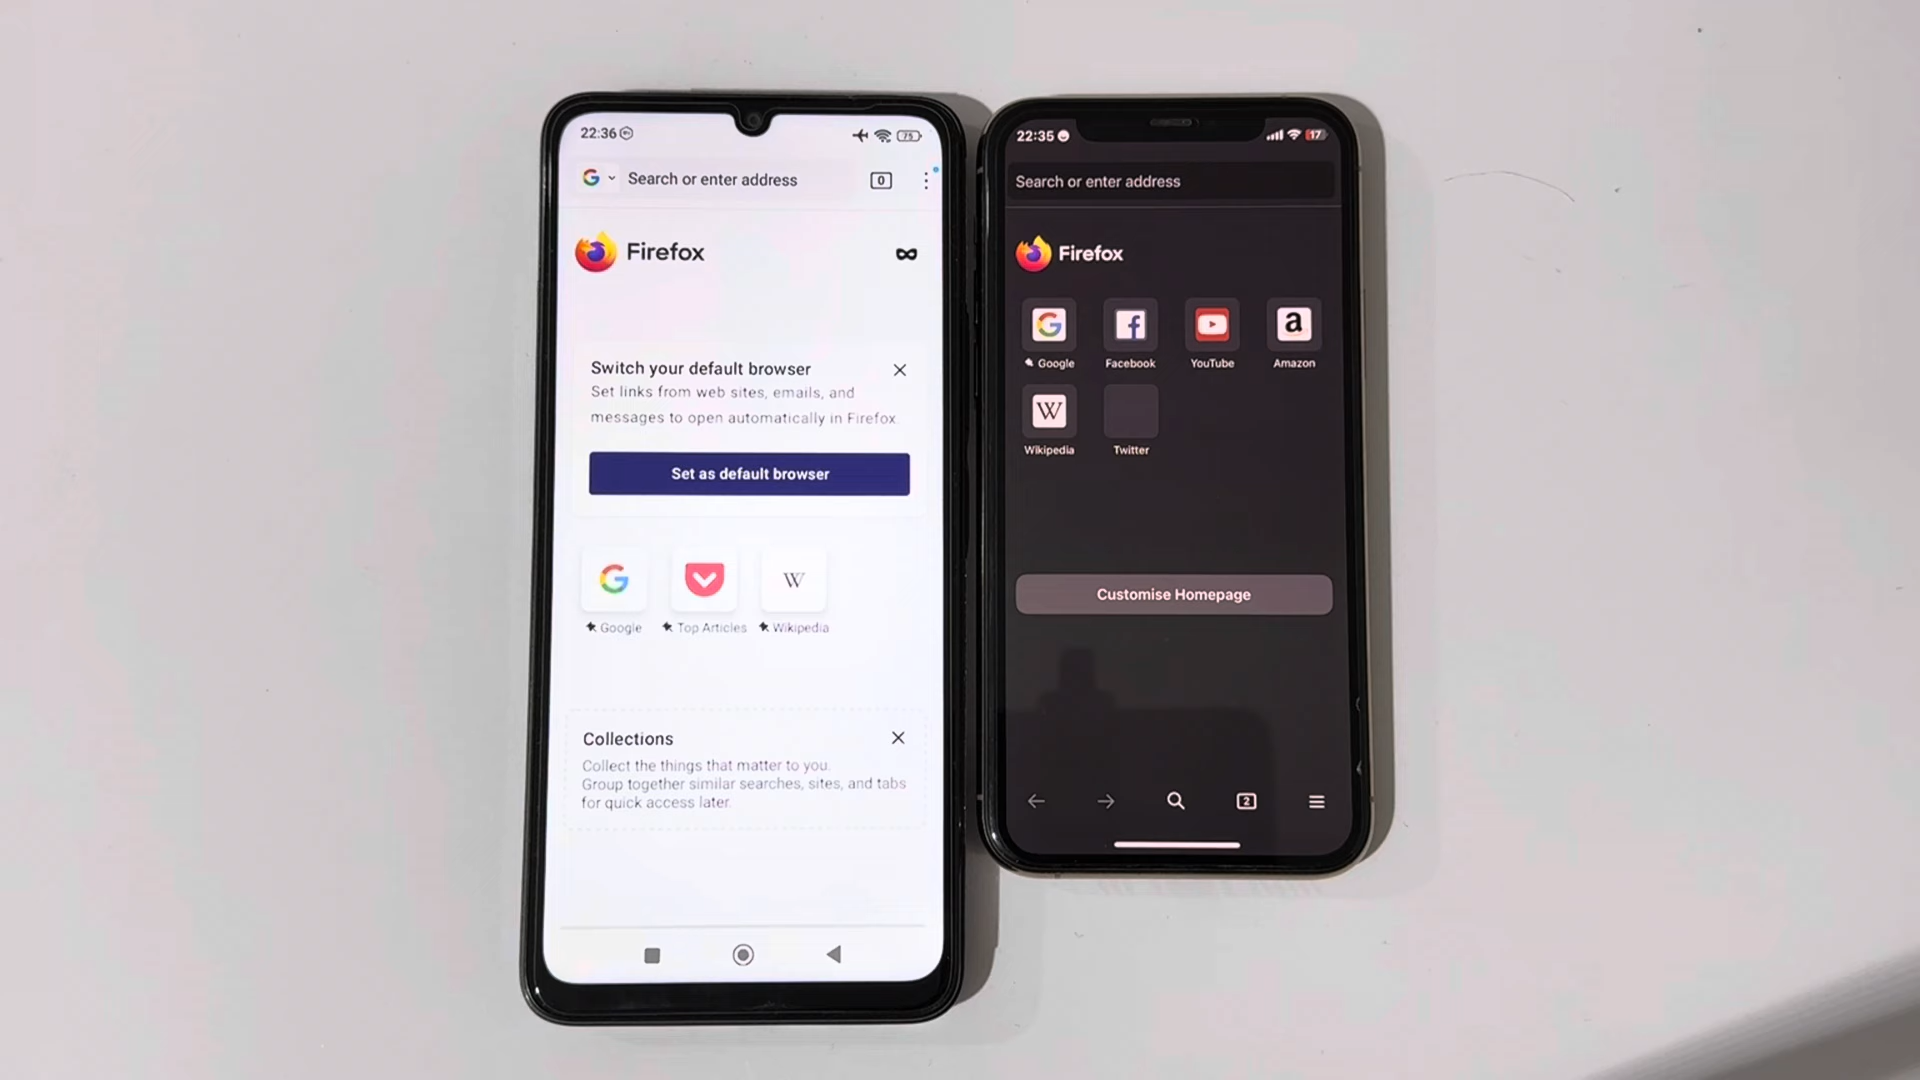 22:36
75
Search or enter address
0
Firefox
Switch your default browser
Set links from web sites, emails, and
messages to open automatically in Firefox.
Set as default browser
W
Google
Top Articles
Wikipedia
Collections
Collect the things that matter to you.
Group together similar searches, sites, and tabs
for quick access later.
22:35
17
Search or enter address
Firefox
Google
Facebook
YouTube
Amazon
W
Wikipedia
Twitter
Customise Homepage
2